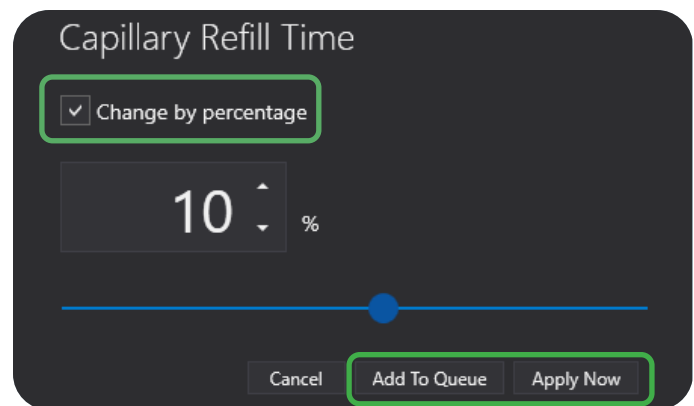 Capillary Refill Time
Change by percentage
10 %
Cancel Add To Queue Apply Now